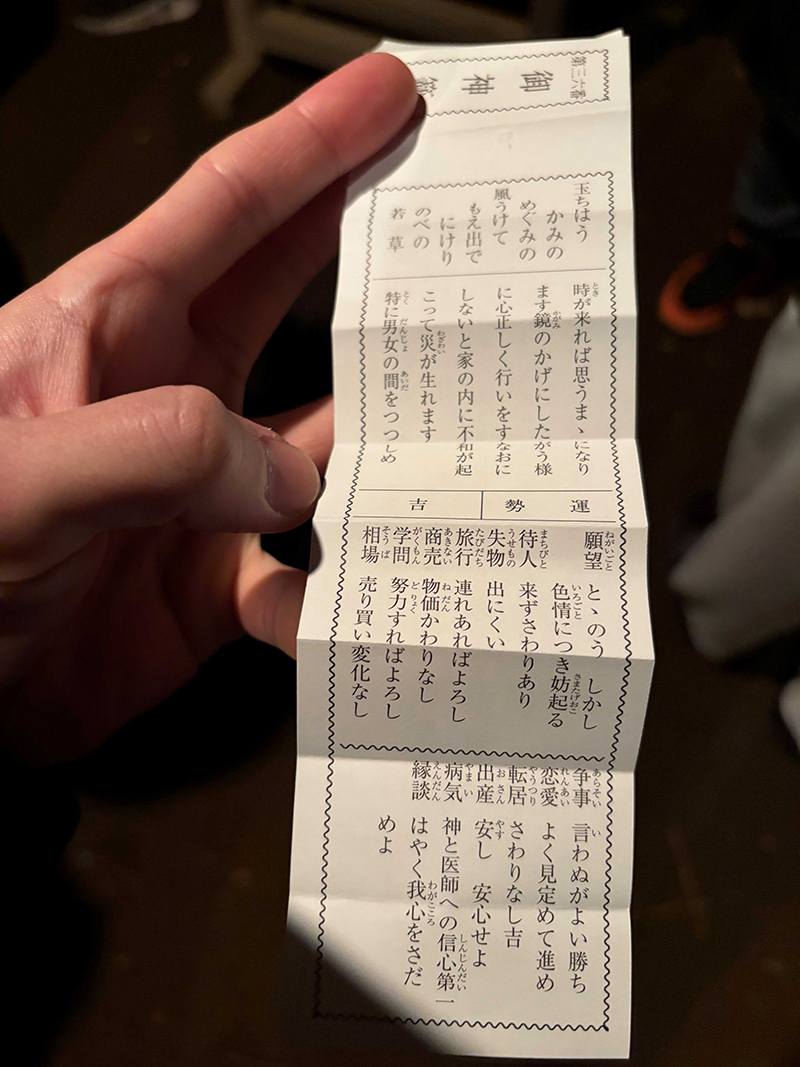 第三六番
御神籤
玉ちはう
かみの
めぐみの
風うけて
もえ出で
にけり
のべの
若草
時が来れば思うまゝになり
ます鏡のかげにしたがう様
に心正しく行いをすなおに
しないと家の内に不和が起
こって災が生れます
特に男女の間をつつしめ
運勢
吉
願望 とゝのう しかし
色情につき妨起る
待人 来ずさわりあり
失物 出にくい
旅行 連れあればよろし
商売 物価かわりなし
学問 努力すればよろし
相場 売り買い変化なし
争事 言わぬがよい勝ち
恋愛 よく見定めて進め
転居 さわりなし吉
出産 安し 安心せよ
病気 神と医師への信心第一
縁談 はやく我心をさだ
めよ